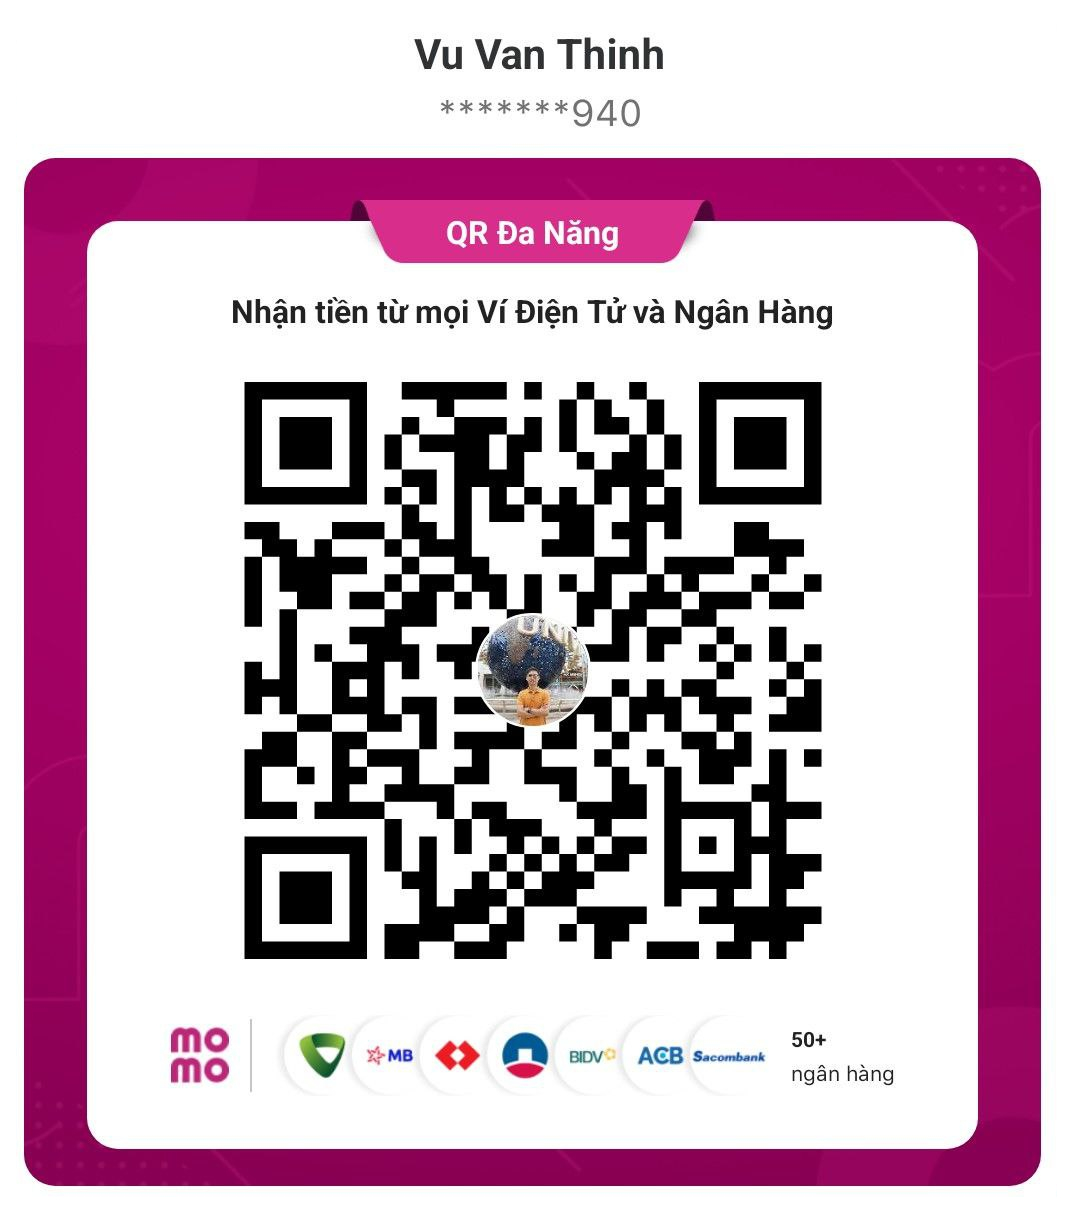 Vu Van Thinh
*******940
QR Đa Năng
Nhận tiền từ mọi Ví Điện Tử và Ngân Hàng
UNI
mo
mo
MB
BIDV
ACB
Sacombank
50+
ngân hàng